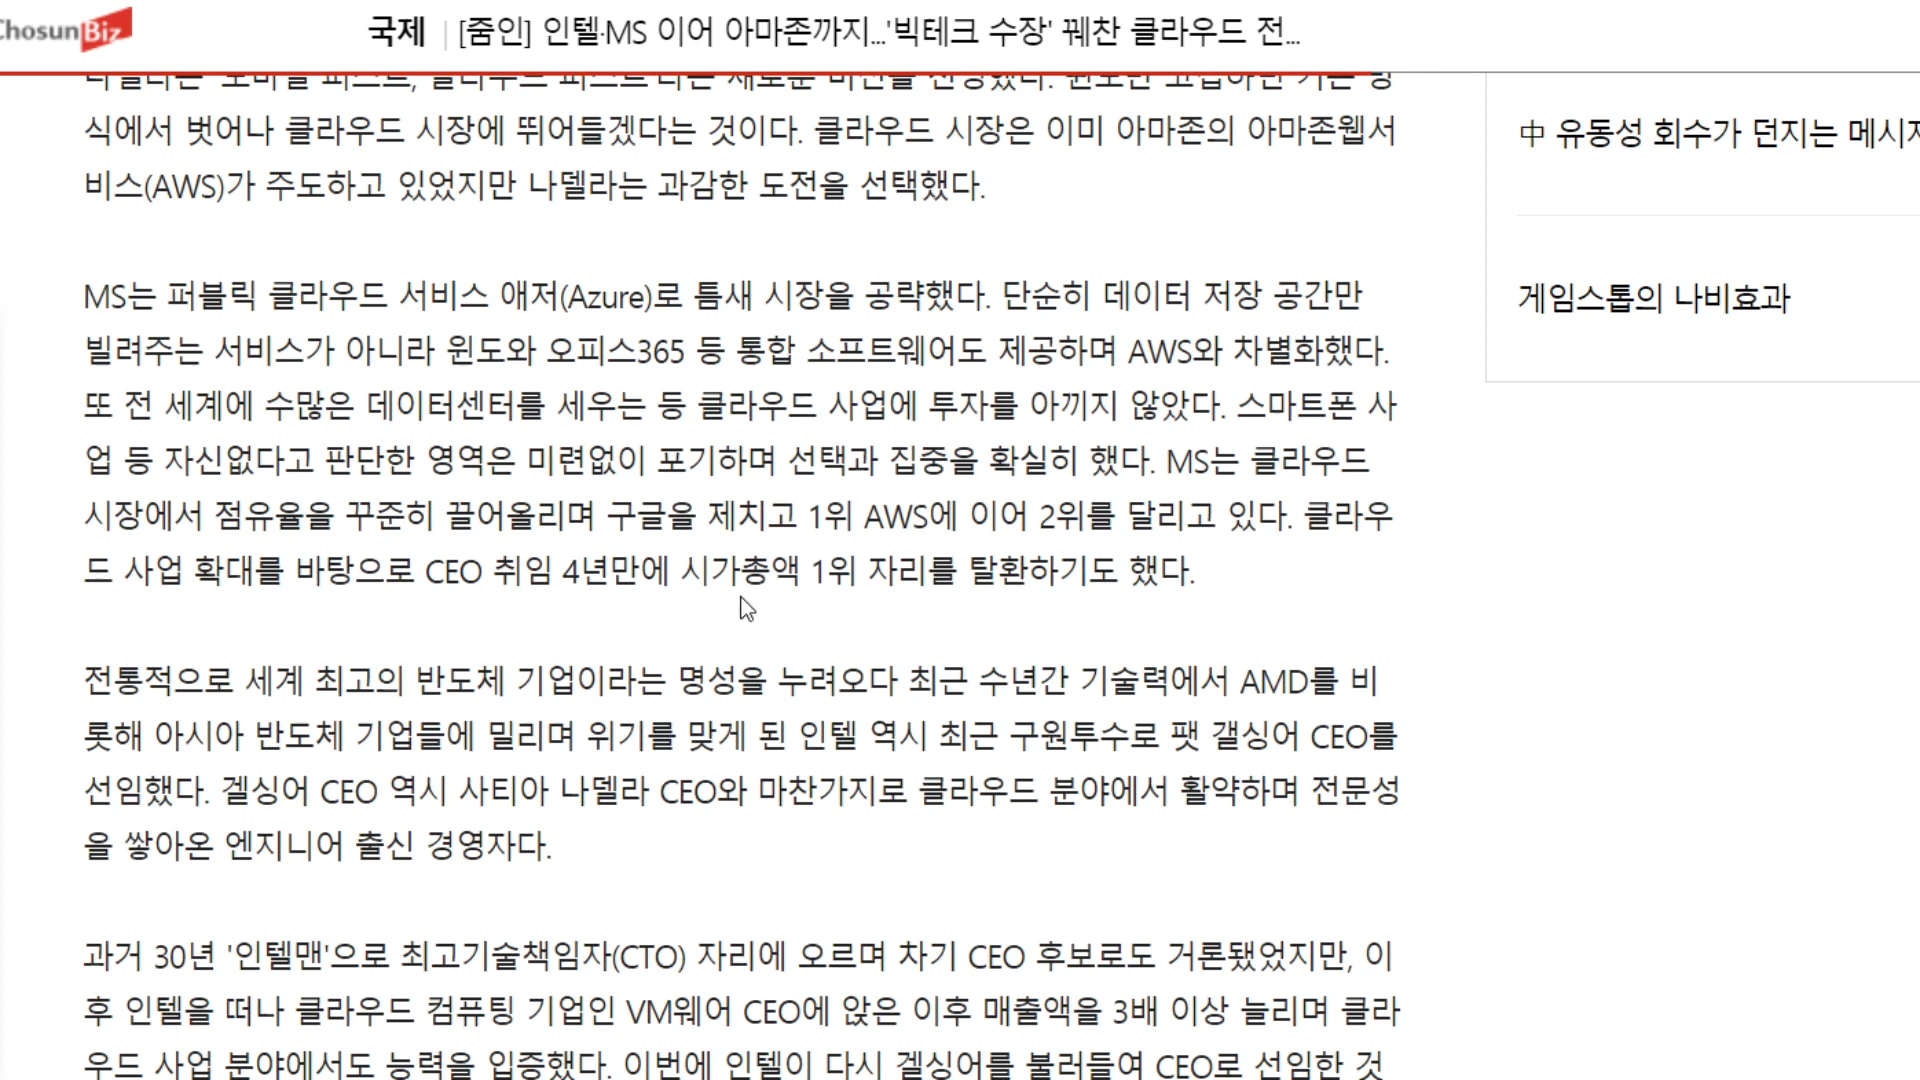 ChosunBiz
국제 [줌인] 인텔·MS 이어 아마존까지...'빅테크 수장' 꿰찬 클라우드 전...
식에서 벗어나 클라우드 시장에 뛰어들겠다는 것이다. 클라우드 시장은 이미 아마존의 아마존웹서
비스(AWS)가 주도하고 있었지만 나델라는 과감한 도전을 선택했다.
MS는 퍼블릭 클라우드 서비스 애저(Azure)로 틈새 시장을 공략했다. 단순히 데이터 저장 공간만
빌려주는 서비스가 아니라 윈도와 오피스365 등 통합 소프트웨어도 제공하며 AWS와 차별화했다.
또 전 세계에 수많은 데이터센터를 세우는 등 클라우드 사업에 투자를 아끼지 않았다. 스마트폰 사
업 등 자신없다고 판단한 영역은 미련없이 포기하며 선택과 집중을 확실히 했다. MS는 클라우드
시장에서 점유율을 꾸준히 끌어올리며 구글을 제치고 1위 AWS에 이어 2위를 달리고 있다. 클라우
드 사업 확대를 바탕으로 CEO 취임 4년만에 시가총액 1위 자리를 탈환하기도 했다.
전통적으로 세계 최고의 반도체 기업이라는 명성을 누려오다 최근 수년간 기술력에서 AMD를 비
롯해 아시아 반도체 기업들에 밀리며 위기를 맞게 된 인텔 역시 최근 구원투수로 팻 갤싱어 CEO를
선임했다. 겔싱어 CEO 역시 사티아 나델라 CEO와 마찬가지로 클라우드 분야에서 활약하며 전문성
을 쌓아온 엔지니어 출신 경영자다.
과거 30년 '인텔맨'으로 최고기술책임자(CTO) 자리에 오르며 차기 CEO 후보로도 거론됐었지만, 이
후 인텔을 떠나 클라우드 컴퓨팅 기업인 VM웨어 CEO에 앉은 이후 매출액을 3배 이상 늘리며 클라
우드 사업 분야에서도 능력을 입증했다. 이번에 인텔이 다시 겔싱어를 불러들여 CEO로 선임한 것
中 유동성 회수가 던지는 메시지
게임스톱의 나비효과